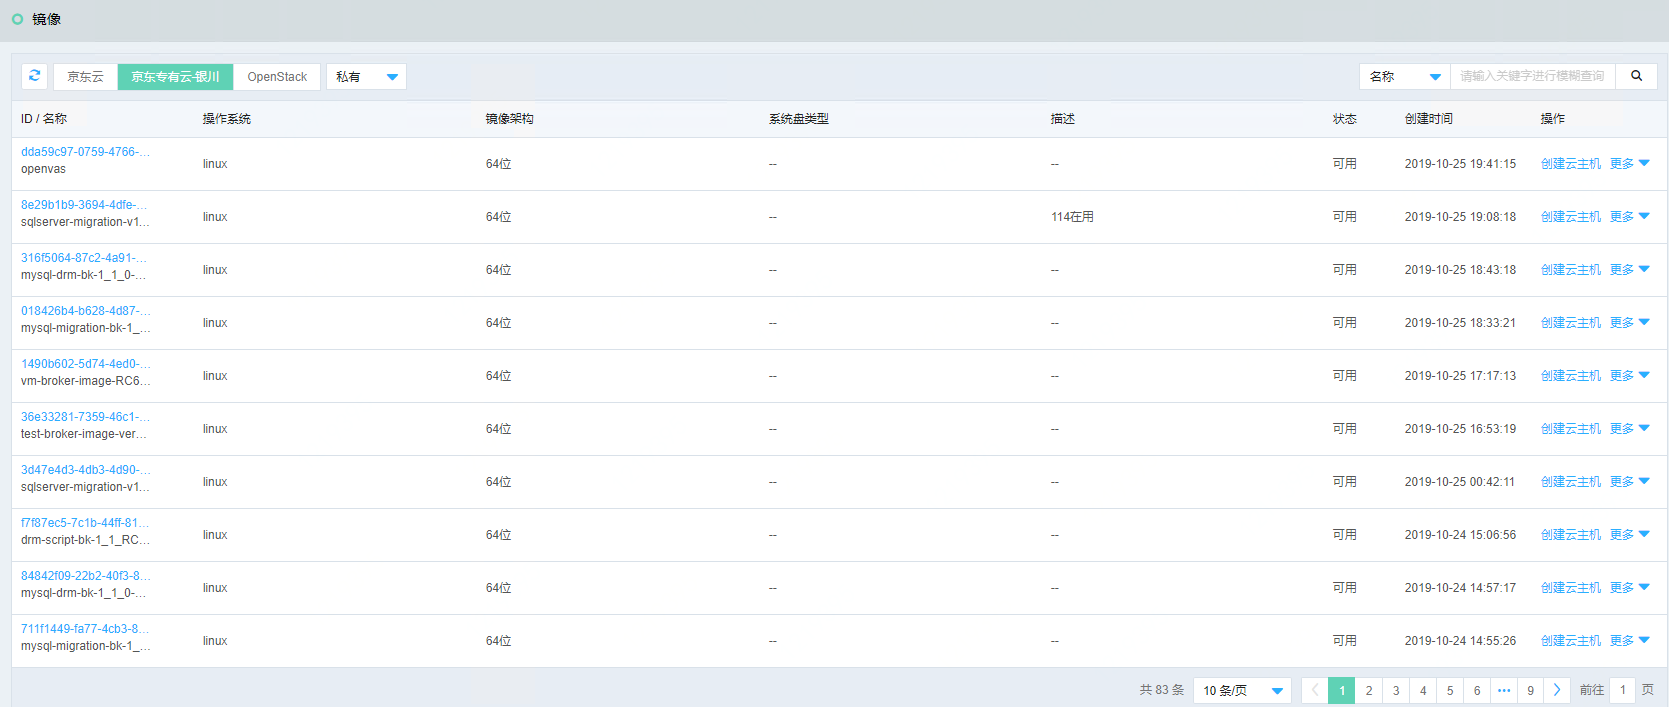 镜像
京东云 京东专有云-银川 OpenStack 私有 名称 请输入关键字进行模糊查询
ID / 名称 操作系统 镜像架构 系统盘类型 描述 状态 创建时间 操作
dda59c97-0759-4766-...
openvas linux 64位 -- -- 可用 2019-10-25 19:41:15 创建云主机 更多
8e29b1b9-3694-4dfe-...
sqlserver-migration-v1... linux 64位 -- 114在用 可用 2019-10-25 19:08:18 创建云主机 更多
316f5064-87c2-4a91-...
mysql-drm-bk-1_1_0-... linux 64位 -- -- 可用 2019-10-25 18:43:18 创建云主机 更多
018426b4-b628-4d87-...
mysql-migration-bk-1_... linux 64位 -- -- 可用 2019-10-25 18:33:21 创建云主机 更多
1490b602-5d74-4ed0-...
vm-broker-image-RC6... linux 64位 -- -- 可用 2019-10-25 17:17:13 创建云主机 更多
36e33281-7359-46c1-...
test-broker-image-ver... linux 64位 -- -- 可用 2019-10-25 16:53:19 创建云主机 更多
3d47e4d3-4db3-4d90-...
sqlserver-migration-v1... linux 64位 -- -- 可用 2019-10-25 00:42:11 创建云主机 更多
f7f87ec5-7c1b-44ff-81...
drm-script-bk-1_1_RC... linux 64位 -- -- 可用 2019-10-24 15:06:56 创建云主机 更多
84842f09-22b2-40f3-8...
mysql-drm-bk-1_1_0-... linux 64位 -- -- 可用 2019-10-24 14:57:17 创建云主机 更多
711f1449-fa77-4cb3-8...
mysql-migration-bk-1_... linux 64位 -- -- 可用 2019-10-24 14:55:26 创建云主机 更多
共 83 条 10 条/页 1 2 3 4 5 6 ... 9 前往 1 页